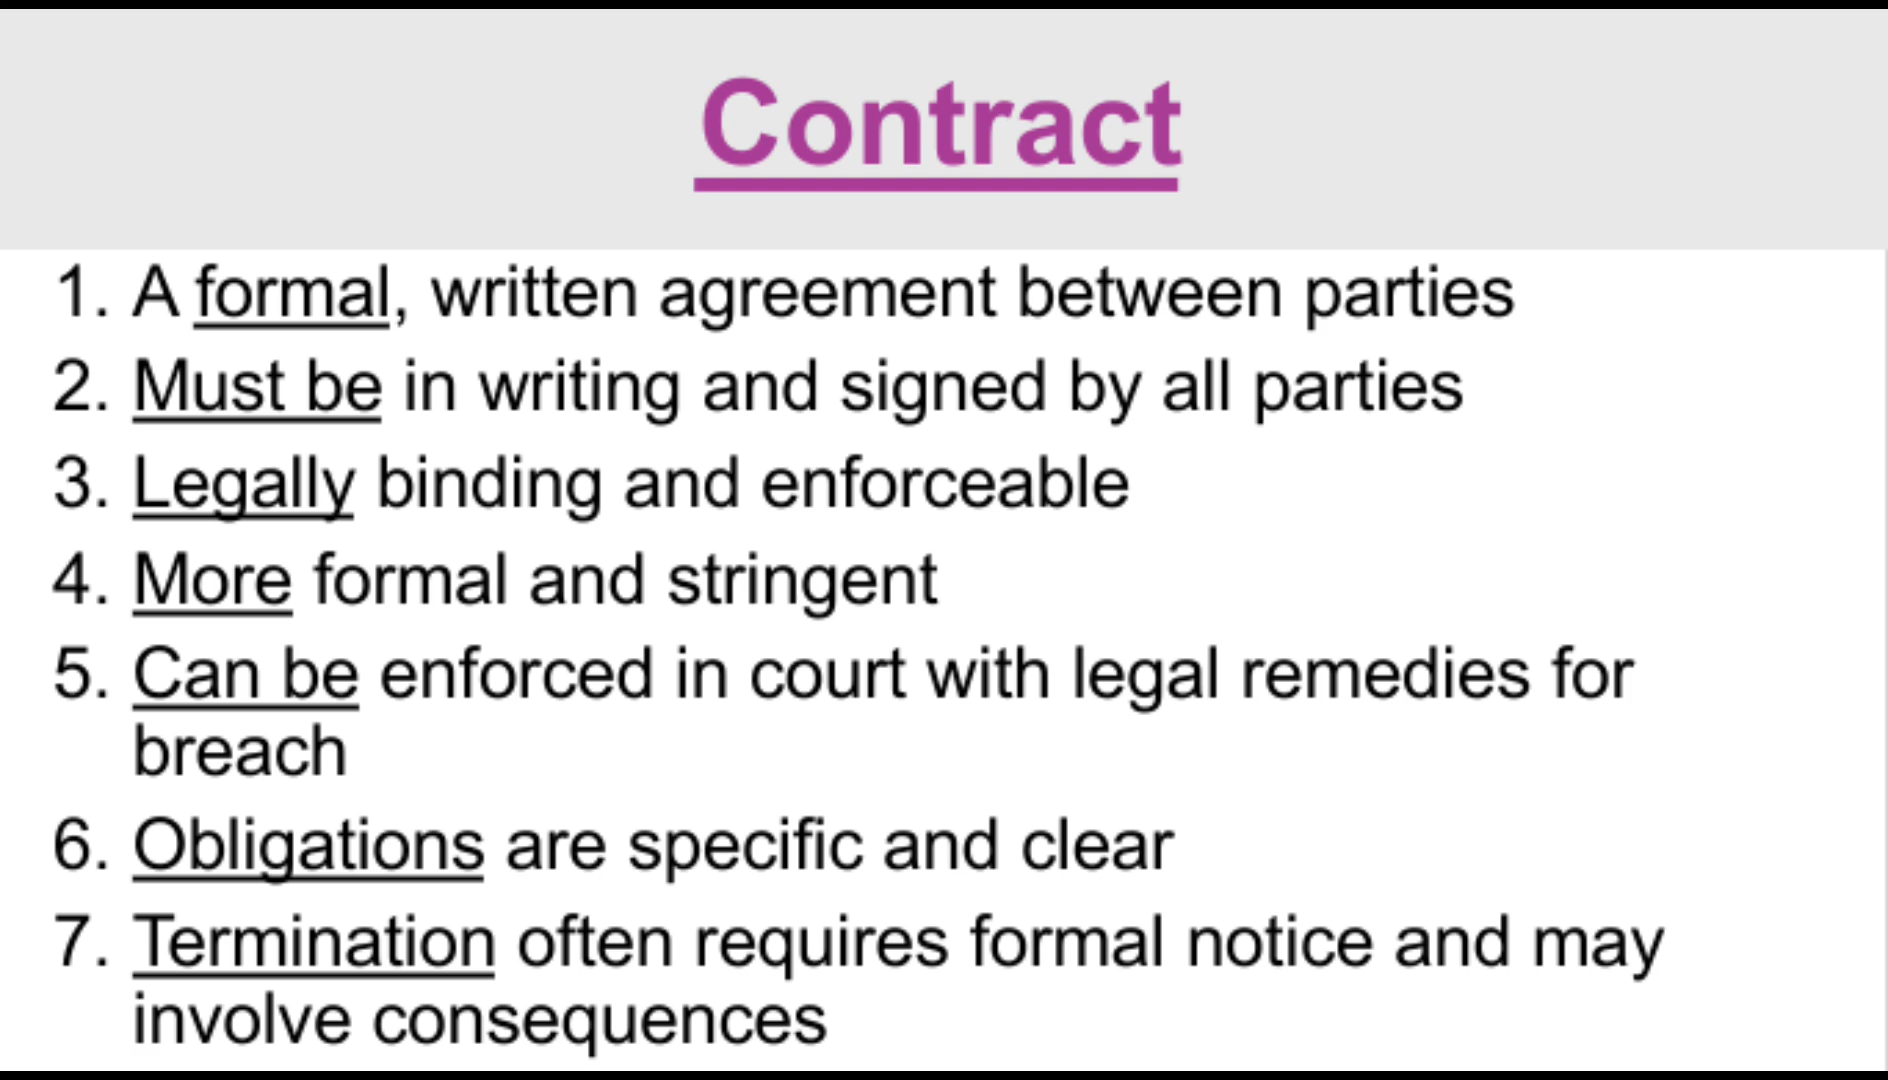 Contract
1. A formal, written agreement between parties
2. Must be in writing and signed by all parties
3. Legally binding and enforceable
4. More formal and stringent
5. Can be enforced in court with legal remedies for
breach
6. Obligations are specific and clear
7. Termination often requires formal notice and may
involve consequences